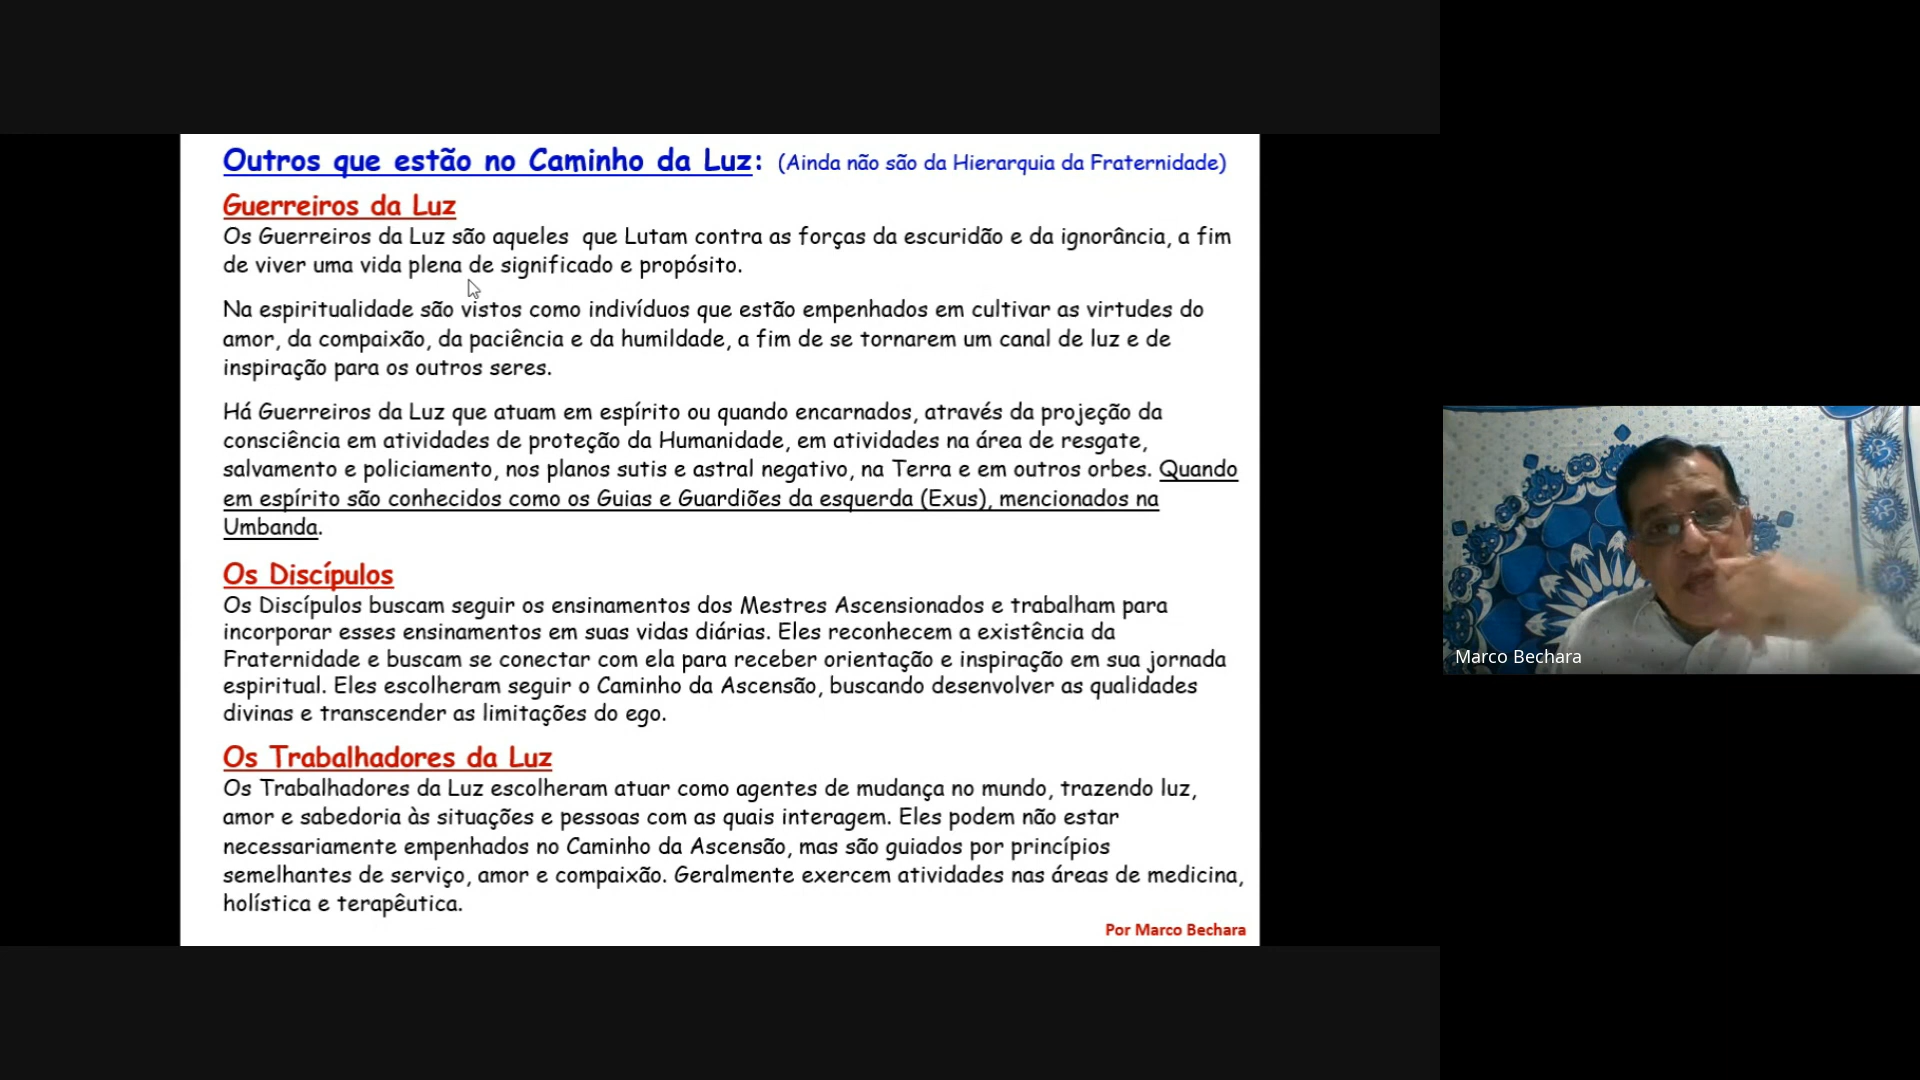 Outros que estão no Caminho da Luz: (Ainda não são da Hierarquia da Fraternidade)
Guerreiros da Luz
Os Guerreiros da Luz são aqueles que Lutam contra as forças da escuridão e da ignorância, a fim
de viver uma vida plena de significado e propósito.
Na espiritualidade são vistos como indivíduos que estão empenhados em cultivar as virtudes do
amor, da compaixão, da paciência e da humildade, a fim de se tornarem um canal de luz e de
inspiração para os outros seres.
Há Guerreiros da Luz que atuam em espírito ou quando encarnados, através da projeção da
consciência em atividades de proteção da Humanidade, em atividades na área de resgate,
salvamento e policiamento, nos planos sutis e astral negativo, na Terra e em outros orbes. Quando
em espírito são conhecidos como os Guias e Guardiões da esquerda (Exus), mencionados na
Umbanda.
Os Discípulos
Os Discípulos buscam seguir os ensinamentos dos Mestres Ascensionados e trabalham para
incorporar esses ensinamentos em suas vidas diárias. Eles reconhecem a existência da
Fraternidade e buscam se conectar com ela para receber orientação e inspiração em sua jornada
espiritual. Eles escolheram seguir o Caminho da Ascensão, buscando desenvolver as qualidades
divinas e transcender as limitações do ego.
Os Trabalhadores da Luz
Os Trabalhadores da Luz escolheram atuar como agentes de mudança no mundo, trazendo luz,
amor e sabedoria às situações e pessoas com as quais interagem. Eles podem não estar
necessariamente empenhados no Caminho da Ascensão, mas são guiados por princípios
semelhantes de serviço, amor e compaixão. Geralmente exercem atividades nas áreas de medicina,
holística e terapêutica.
Por Marco Bechara
Marco Bechara